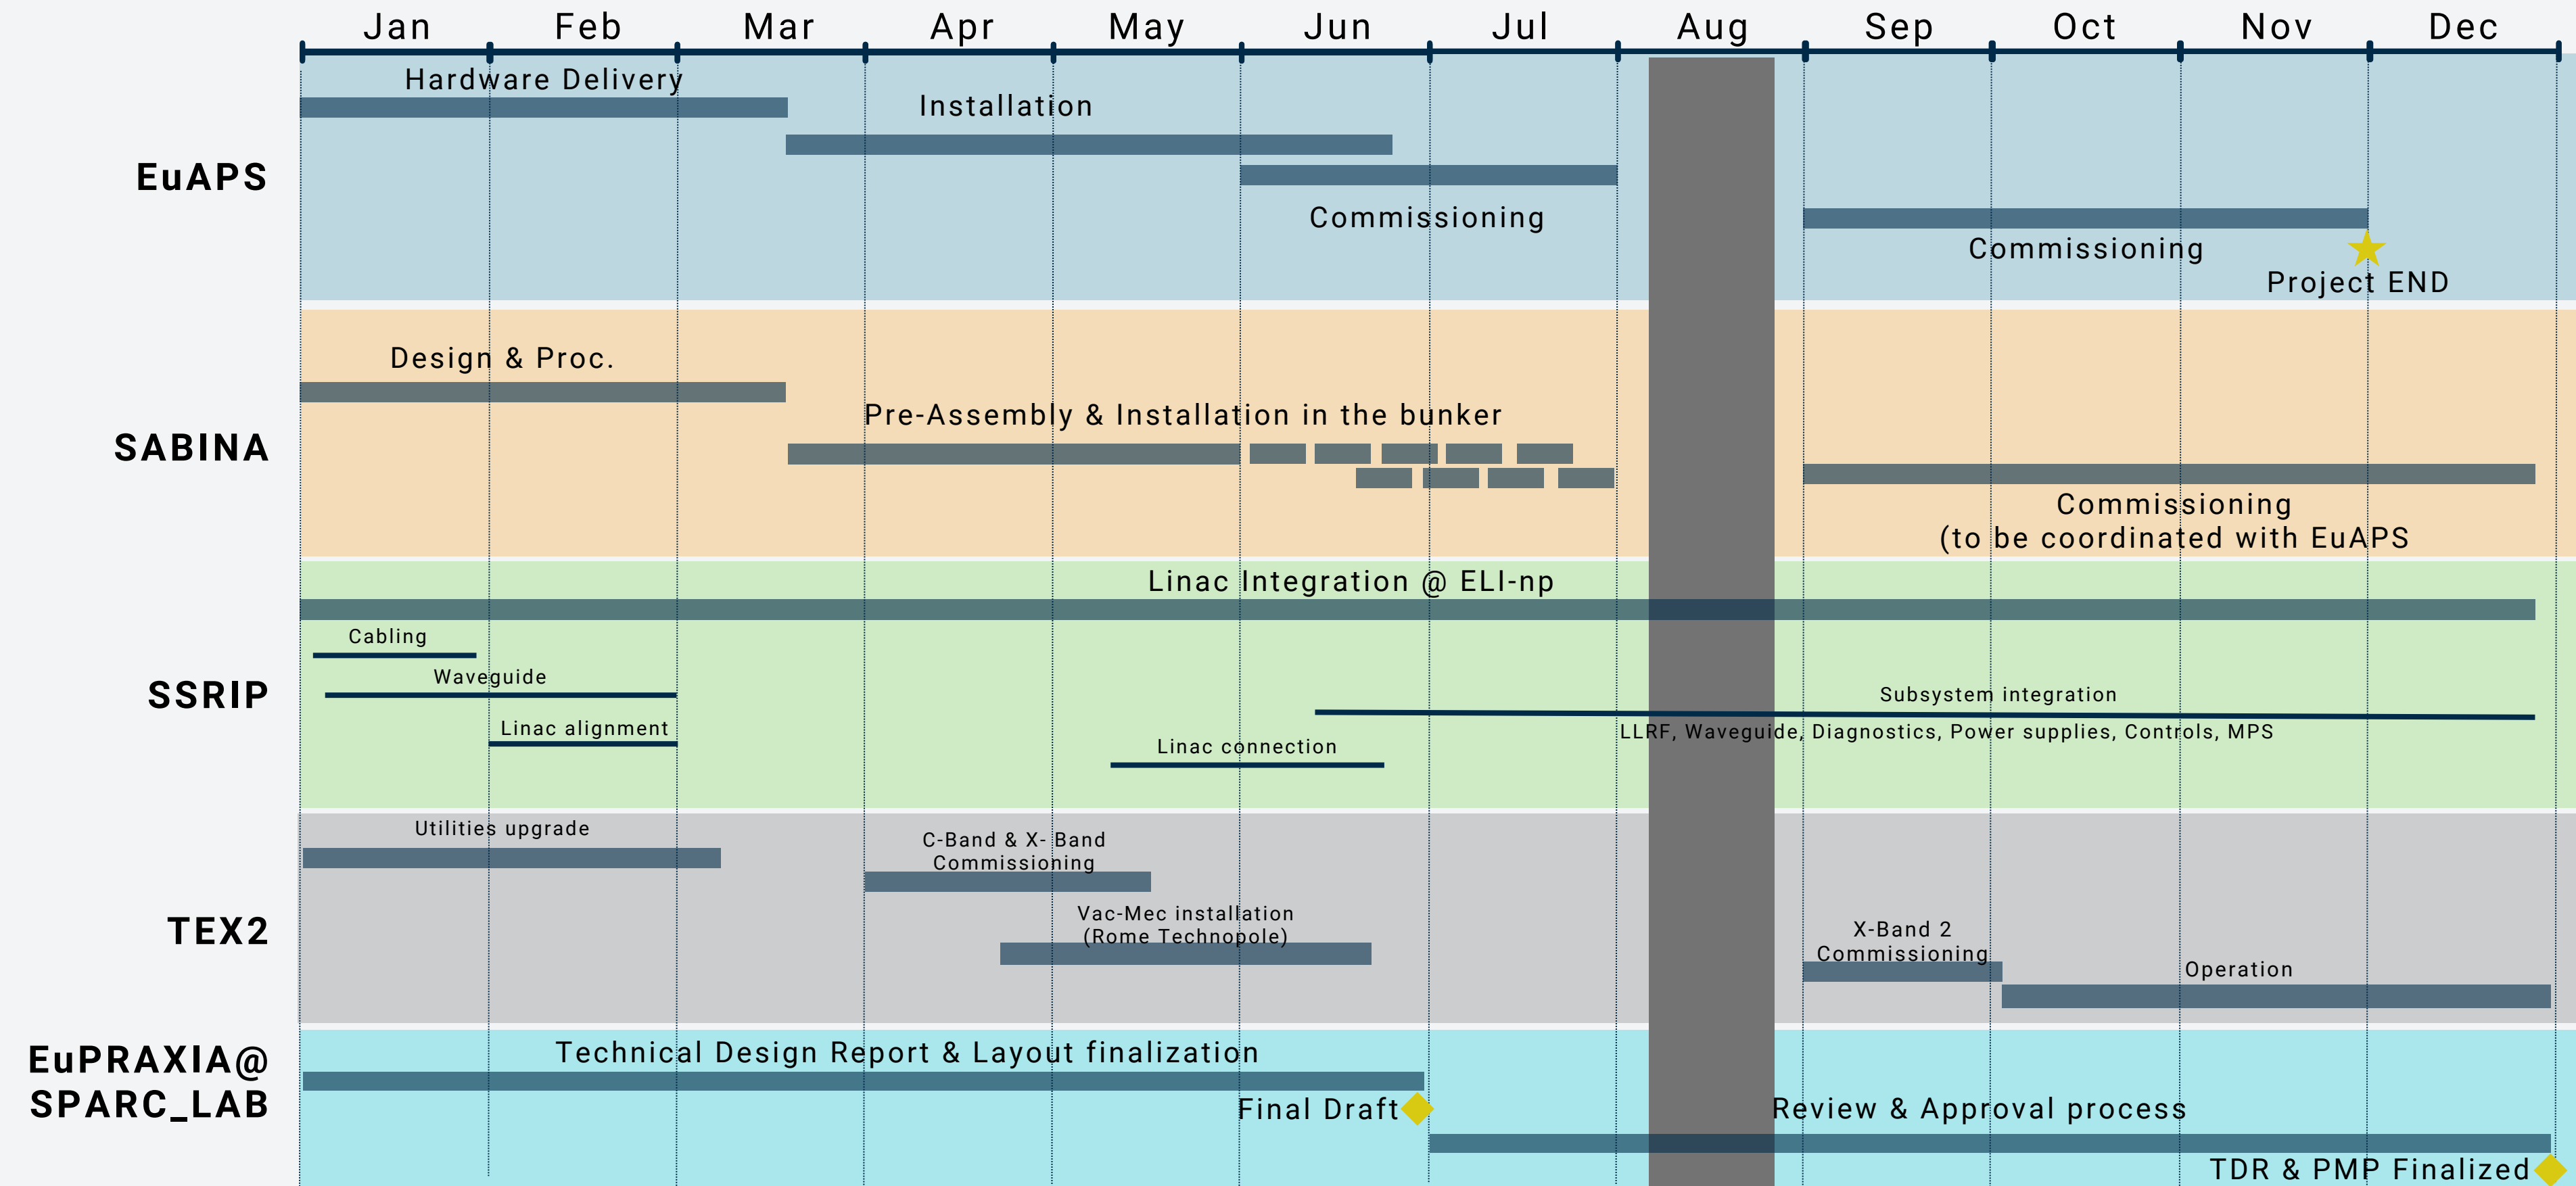 Jan Feb Mar Apr May Jun Jul Aug Sep Oct Nov Dec
EuAPS
Hardware Delivery
Installation
Commissioning
Commissioning
Project END
SABINA
Design & Proc.
Pre-Assembly & Installation in the bunker
Commissioning
(to be coordinated with EuAPS
SSRIP
Linac Integration @ ELI-np
Cabling
Waveguide
Linac alignment
Linac connection
Subsystem integration
LLRF, Waveguide, Diagnostics, Power supplies, Controls, MPS
TEX2
Utilities upgrade
C-Band & X- Band
Commissioning
Vac-Mec installation
(Rome Technopole)
X-Band 2
Commissioning
Operation
EuPRAXIA@
SPARC_LAB
Technical Design Report & Layout finalization
Final Draft
Review & Approval process
TDR & PMP Finalized